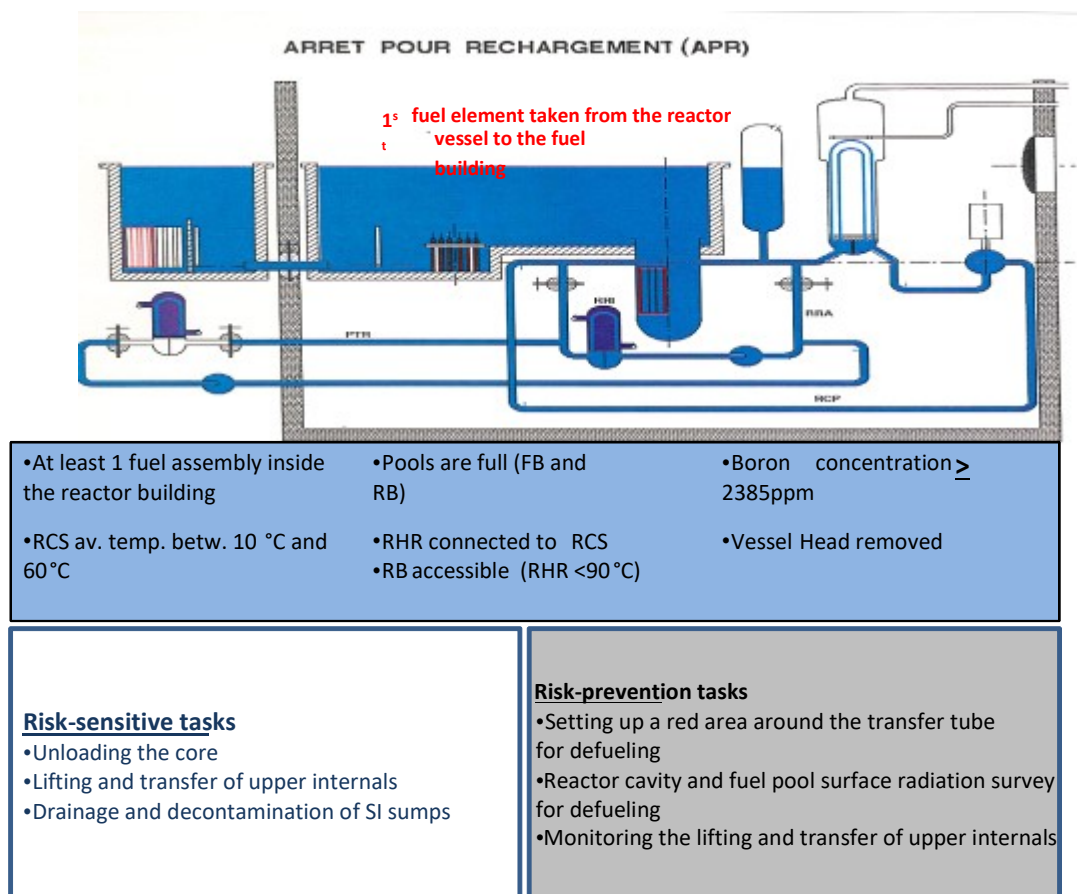 ARRET POUR RECHARGEMENT (APR)
1st fuel element taken from the reactor
vessel to the fuel
building
RRI
RRA
PTR
RCP
•At least 1 fuel assembly inside
the reactor building
•Pools are full (FB and
RB)
•Boron concentration ≥
2385ppm
•RCS av. temp. betw. 10 °C and
60°C
•RHR connected to RCS
•RB accessible (RHR <90°C)
•Vessel Head removed
Risk-sensitive tasks
•Unloading the core
•Lifting and transfer of upper internals
•Drainage and decontamination of SI sumps
Risk-prevention tasks
•Setting up a red area around the transfer tube
for defueling
•Reactor cavity and fuel pool surface radiation survey
for defueling
•Monitoring the lifting and transfer of upper internals